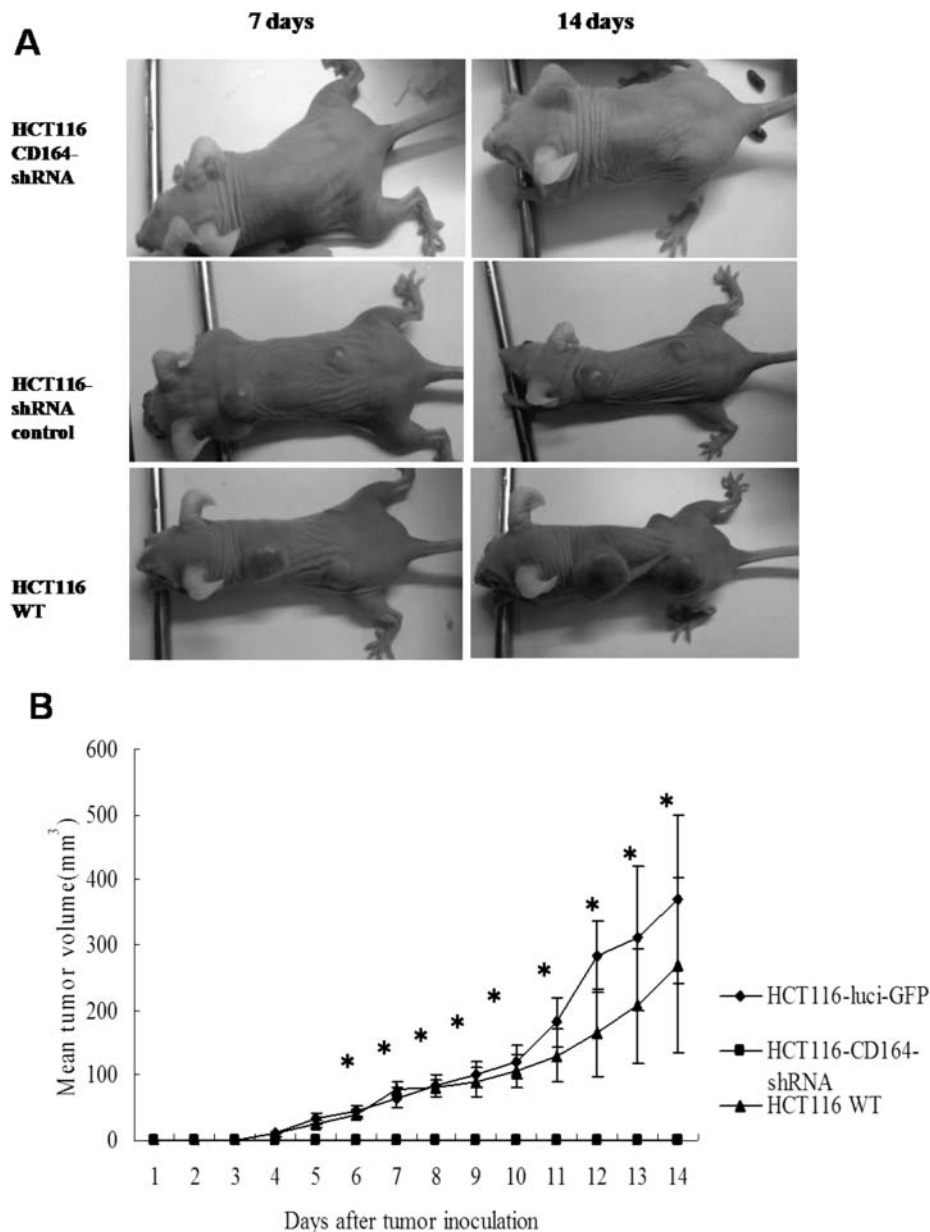 A
7 days
14 days
HCT116
CD164-
shRNA
HCT116-
shRNA
control
HCT116
WT
B
Mean tumor volume(mm³)
600
500
400
300
200
100
0
* * * * * * * * *
1 2 3 4 5 6 7 8 9 10 11 12 13 14
Days after tumor inoculation
HCT116-luci-GFP
HCT116-CD164-
shRNA
HCT116 WT